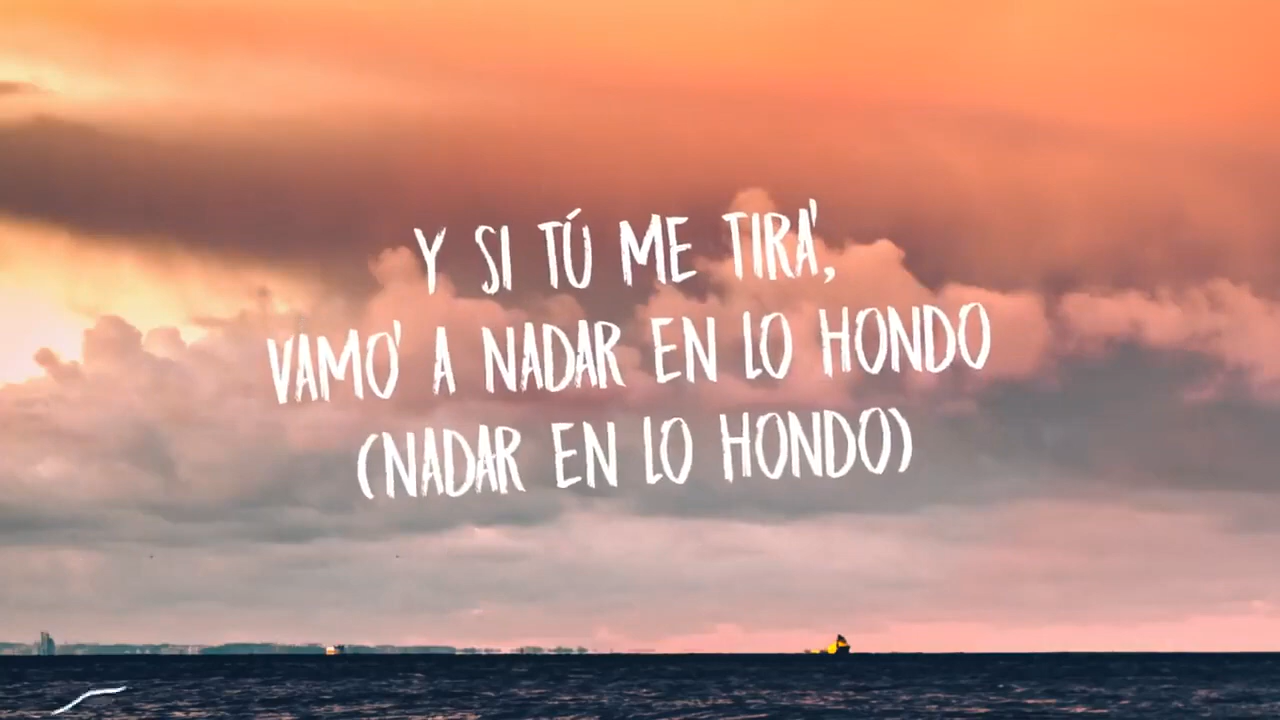 Y SI TÚ ME TIRA',
VAMO' A NADAR EN LO HONDO
(NADAR EN LO HONDO)